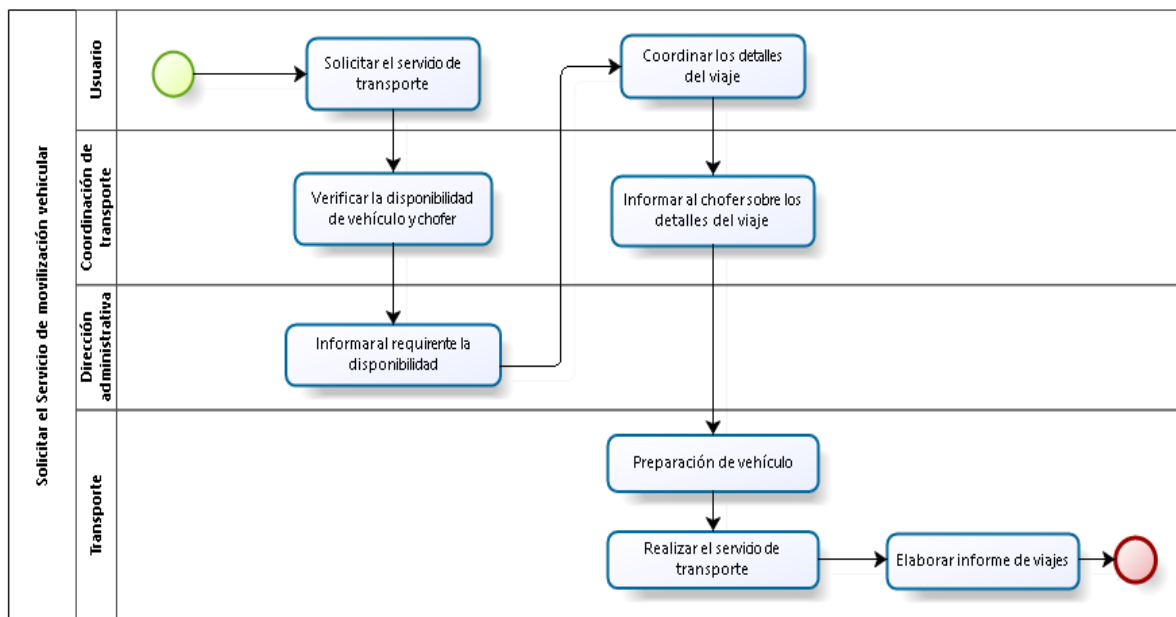 Solicitar el Servicio de movilización vehicular
Usuario
Solicitar el servicio de
transporte
Coordinar los detalles
del viaje
Coordinación de
transporte
Verificar la disponibilidad
de vehículo y chofer
Informar al chofer sobre los
detalles del viaje
Dirección
administrativa
Informar al requirente la
disponibilidad
Transporte
Preparación de vehículo
Realizar el servicio de
transporte
Elaborar informe de viajes